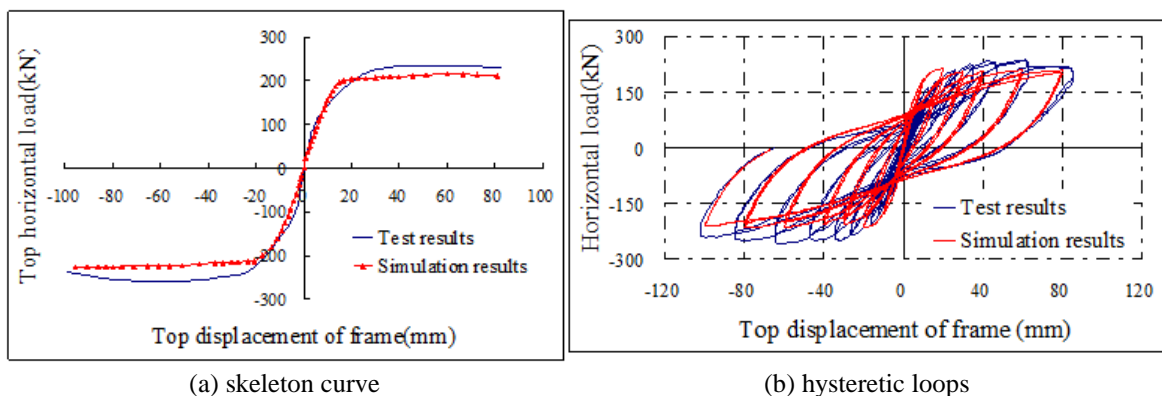 Top horizontal load(kN)
300
200
100
0
-100
-200
-300
-100 -80 -60 -40 -20 0 20 40 60 80 100
Test results
Simulation results
Top displacement of frame(mm)
(a) skeleton curve
Horizontal load(kN)
300
150
0
-150
-300
-120 -80 -40 0 40 80 120
Test results
Simulation results
Top displacement of frame (mm)
(b) hysteretic loops